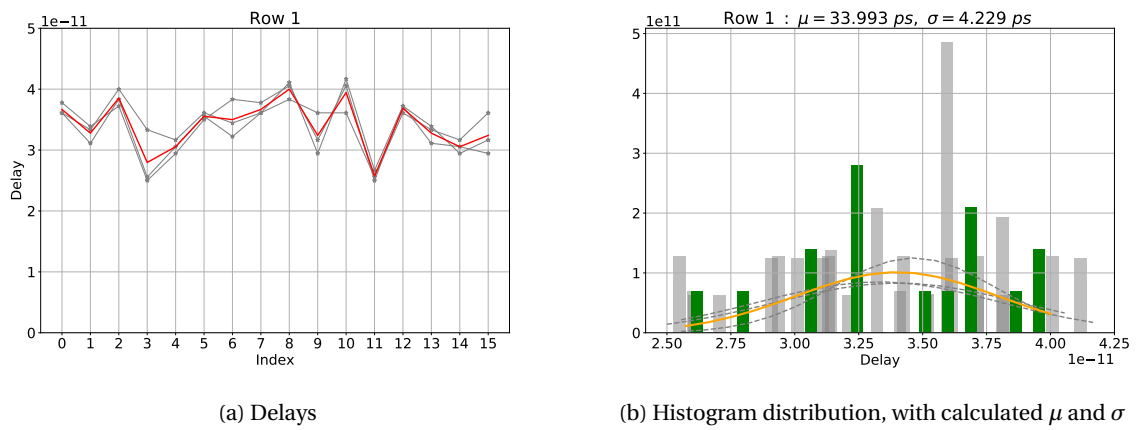 Row 1
1e−11
5
4
3
2
1
0
Delay
0 1 2 3 4 5 6 7 8 9 10 11 12 13 14 15
Index
(a) Delays
Row 1 : μ = 33.993 ps, σ = 4.229 ps
1e11
5
4
3
2
1
0
2.50 2.75 3.00 3.25 3.50 3.75 4.00 4.25
Delay
1e−11
(b) Histogram distribution, with calculated μ and σ